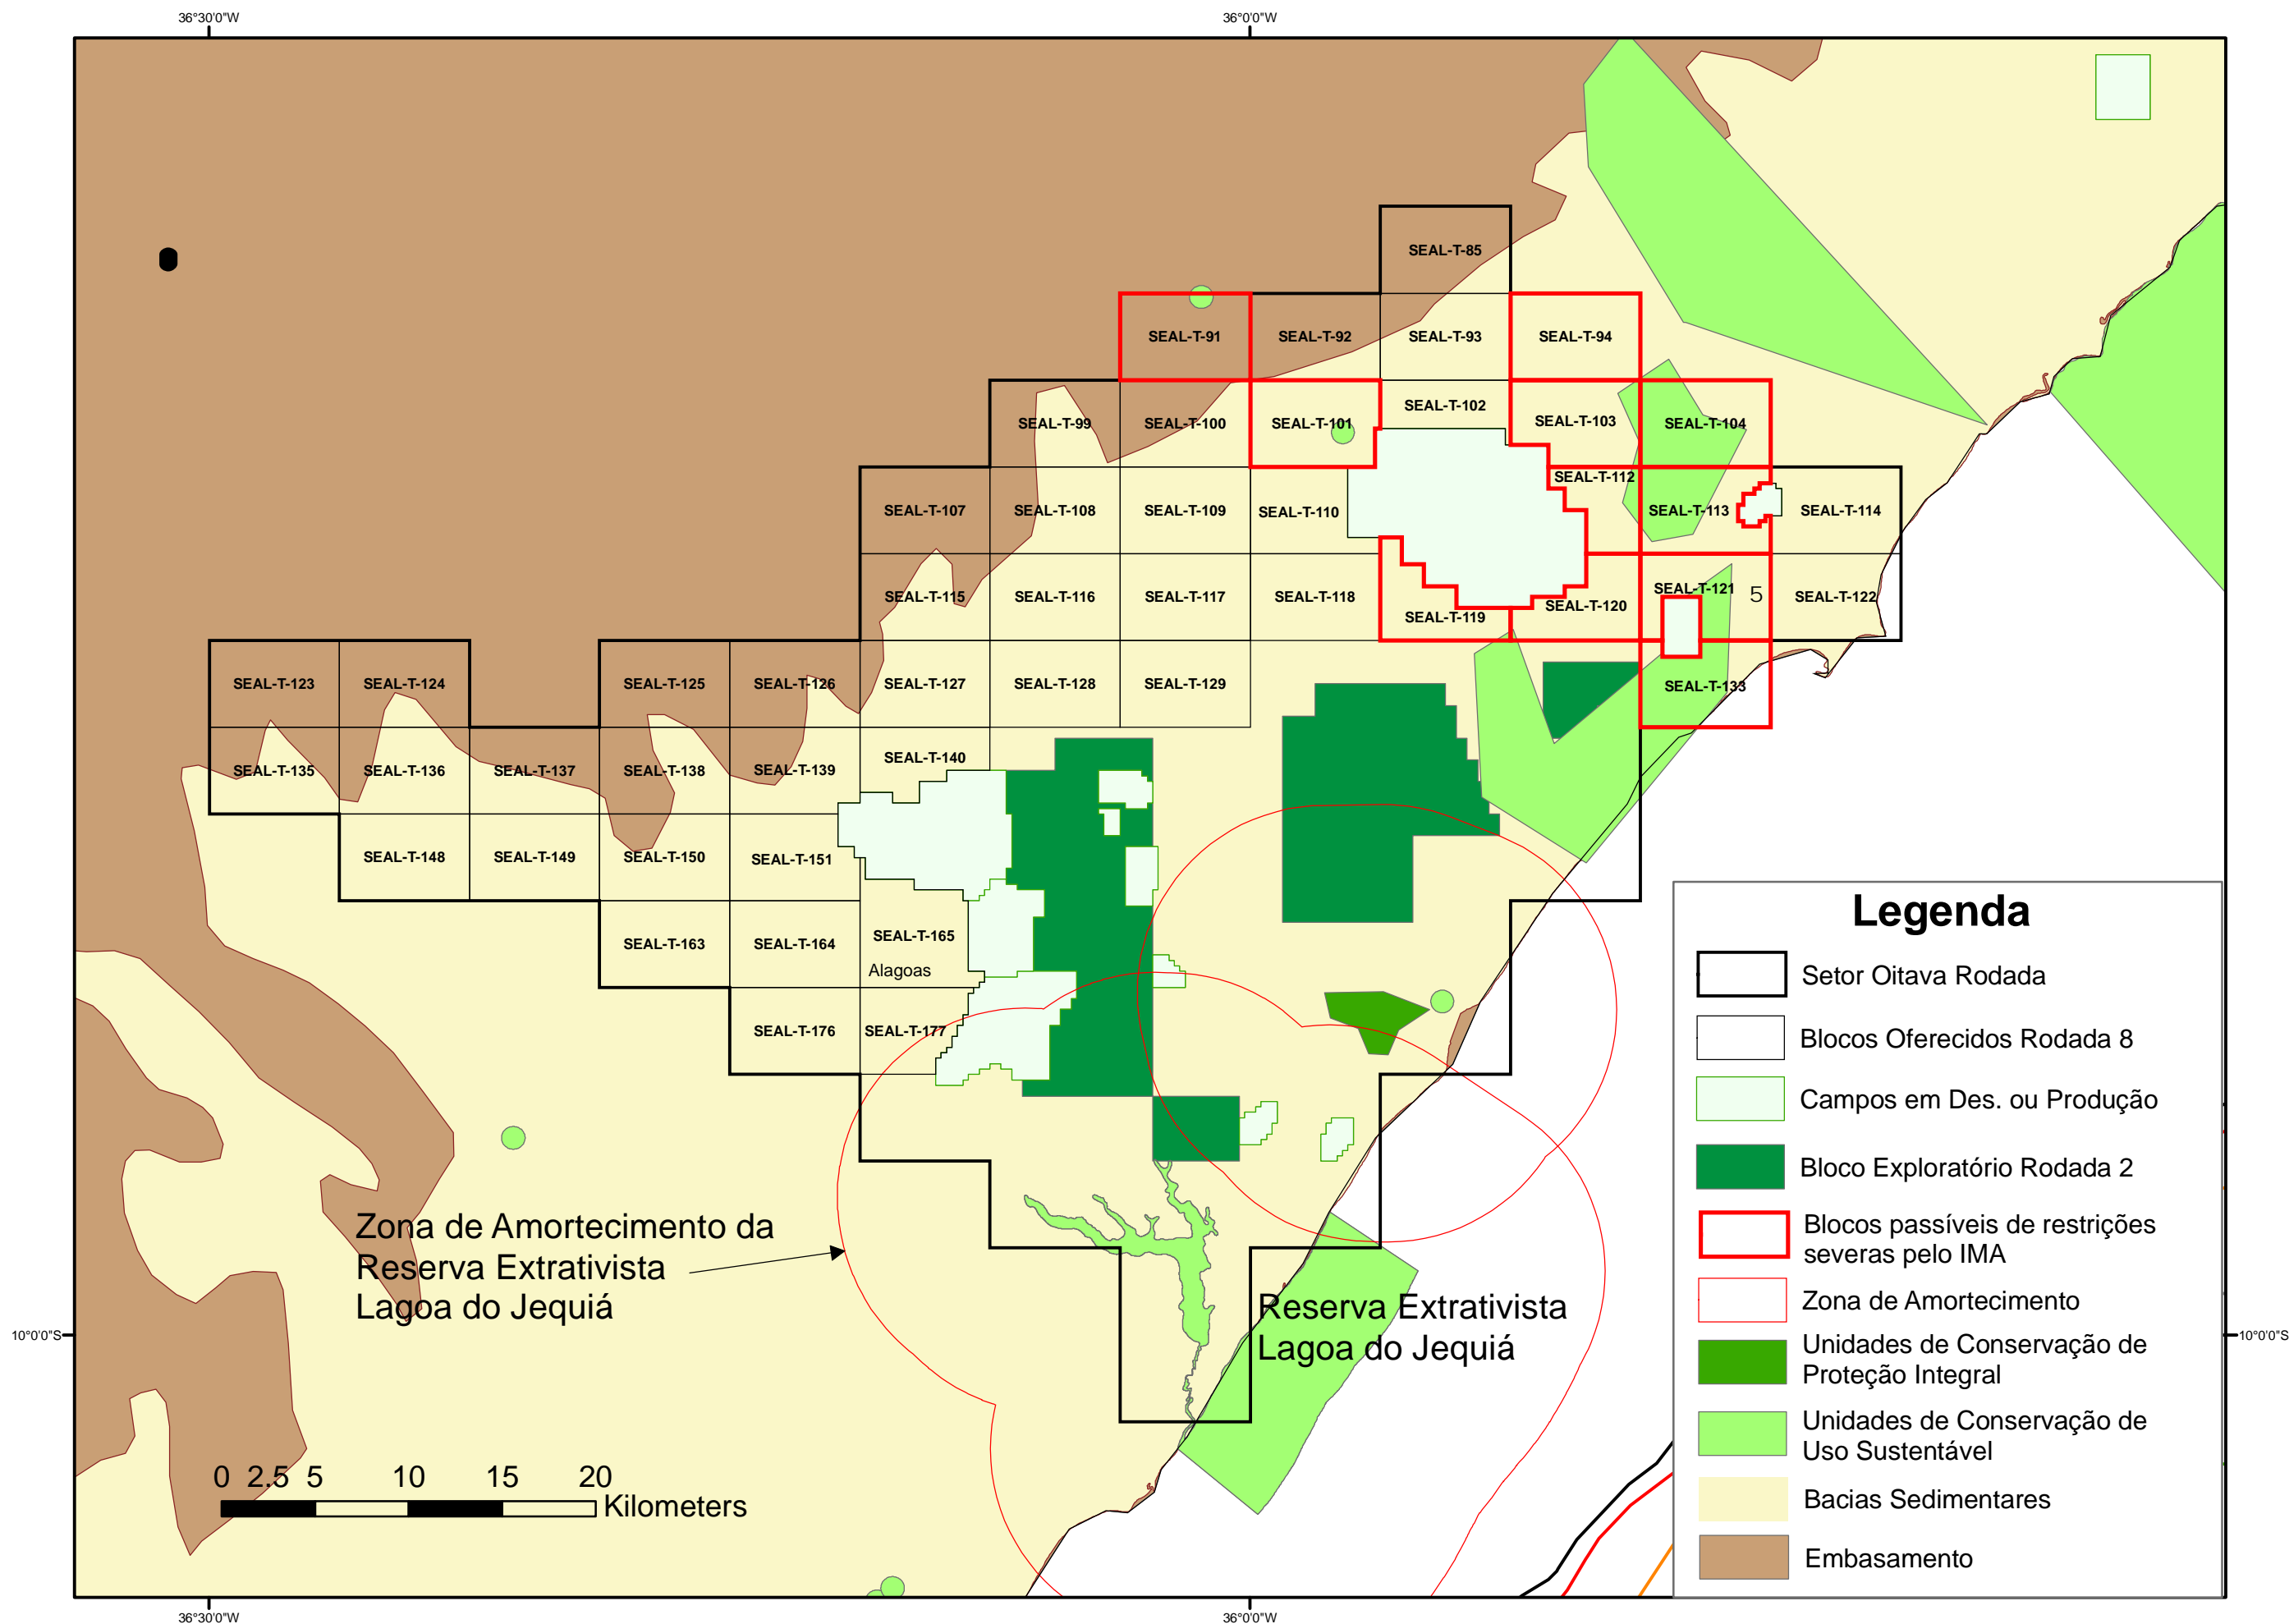 36°30'0"W
36°0'0"W
SEAL-T-85
SEAL-T-91
SEAL-T-92
SEAL-T-93
SEAL-T-94
SEAL-T-99
SEAL-T-100
SEAL-T-101
SEAL-T-102
SEAL-T-103
SEAL-T-104
SEAL-T-107
SEAL-T-108
SEAL-T-109
SEAL-T-110
SEAL-T-112
SEAL-T-113
SEAL-T-114
SEAL-T-115
SEAL-T-116
SEAL-T-117
SEAL-T-118
SEAL-T-119
SEAL-T-120
SEAL-T-121
5
SEAL-T-122
SEAL-T-123
SEAL-T-124
SEAL-T-125
SEAL-T-126
SEAL-T-127
SEAL-T-128
SEAL-T-129
SEAL-T-133
SEAL-T-135
SEAL-T-136
SEAL-T-137
SEAL-T-138
SEAL-T-139
SEAL-T-140
SEAL-T-148
SEAL-T-149
SEAL-T-150
SEAL-T-151
SEAL-T-163
SEAL-T-164
SEAL-T-165
Alagoas
SEAL-T-176
SEAL-T-177
Zona de Amortecimento da
Reserva Extrativista
Lagoa do Jequiá
Reserva Extrativista
Lagoa do Jequiá
10°0'0"S
10°0'0"S
0 2.5 5 10 15 20
Kilometers
Legenda
Setor Oitava Rodada
Blocos Oferecidos Rodada 8
Campos em Des. ou Produção
Bloco Exploratório Rodada 2
Blocos passíveis de restrições
severas pelo IMA
Zona de Amortecimento
Unidades de Conservação de
Proteção Integral
Unidades de Conservação de
Uso Sustentável
Bacias Sedimentares
Embasamento
36°30'0"W
36°0'0"W